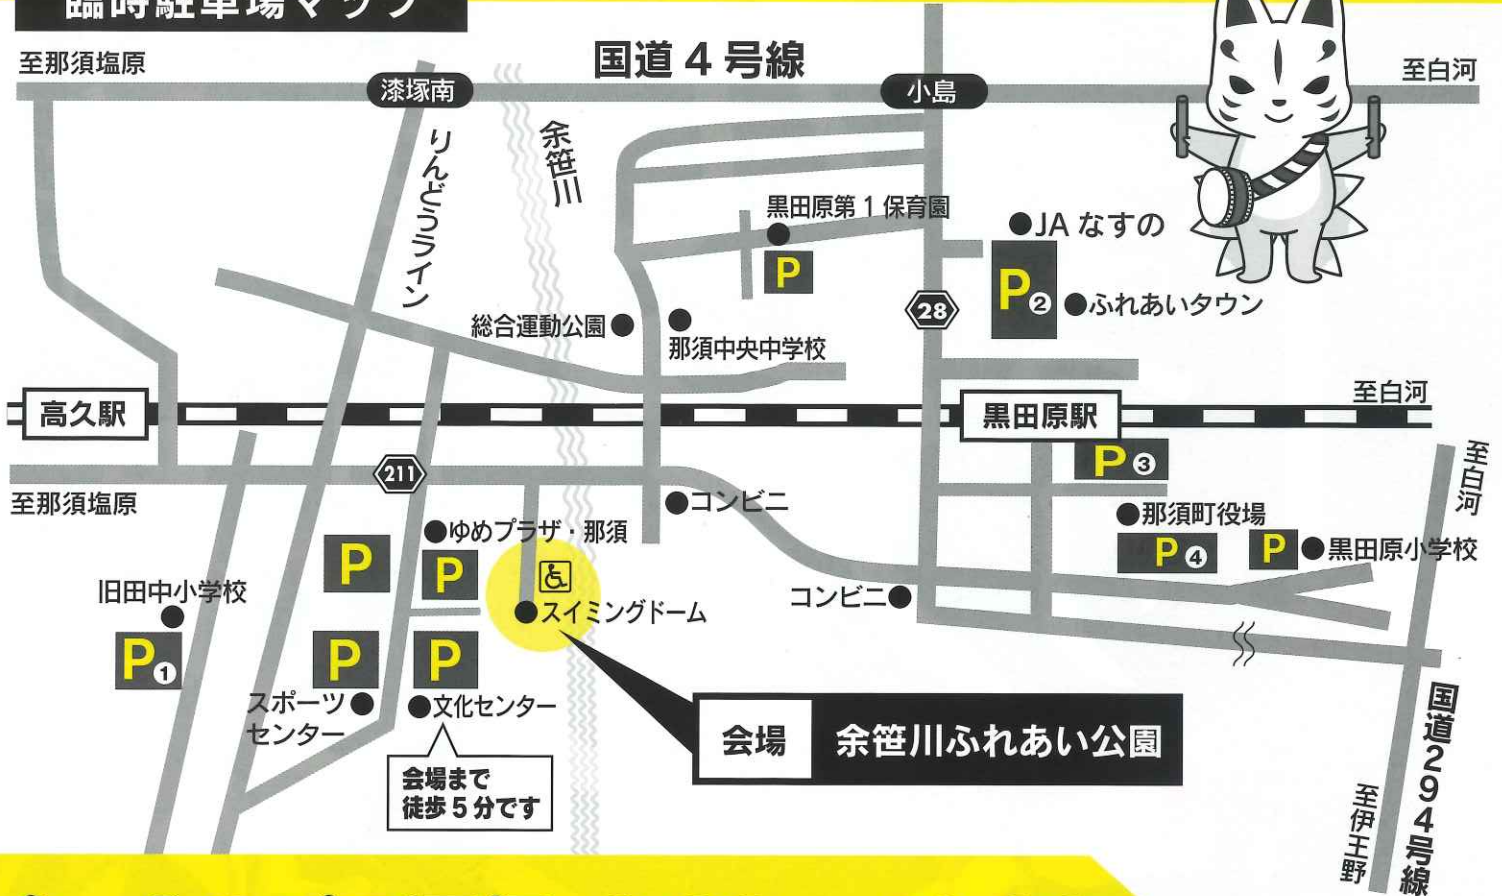 臨時駐車場マップ
至那須塩原
国道4号線
至白河
漆塚南
小島
りんどうライン
余笹川
黒田原第1保育園
P
JAなすの
P②
ふれあいタウン
28
総合運動公園
那須中央中学校
高久駅
黒田原駅
至白河
P③
211
至那須塩原
コンビニ
至白河
那須町役場
P④
P
黒田原小学校
ゆめプラザ・那須
P
P
スイミングドーム
コンビニ
旧田中小学校
P①
P
P
スポーツ
センター
文化センター
会場まで
徒歩5分です
会場
余笹川ふれあい公園
国道294号線
至伊王野